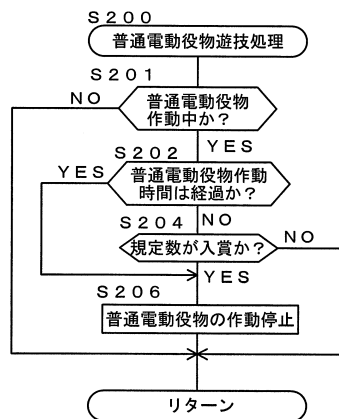 S200
普通電動役物遊技処理
S201
NO
普通電動役物
作動中か?
YES
S202
YES
普通電動役物作動
時間は経過か?
NO
S204
規定数が入賞か?
NO
YES
S206
普通電動役物の作動停止
リターン